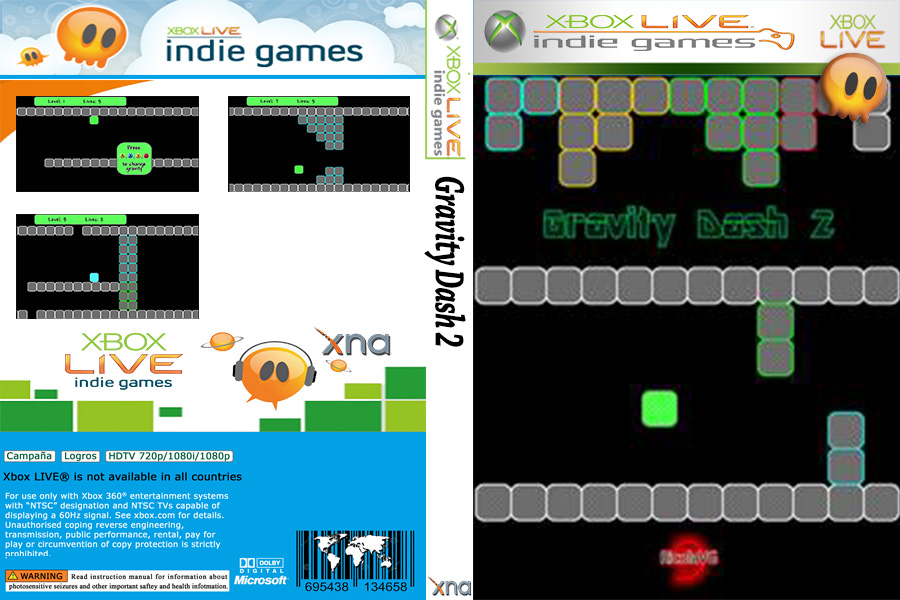 XBOX LIVE
indie games
Level: 1 Lives: 5
Press
to change
gravity
Lives: 5
XBOX LIVE
indie games
xna
Campaña Logros HDTV 720p/1080i/1080p
Xbox LIVE® is not available in all countries
For use only with Xbox 360® entertainment systems
with “NTSC” designation and NTSC TVs capable of
displaying a 60Hz signal. See xbox.com for details.
Unauthorised coping reverse engineering,
transmission, public performance, rental, pay for
play or circumvention of copy protection is strictly
prohibited.
WARNING Read instruction manual for information about
photosensitive seizures and other important saftey and health infotmation.
DOLBY
DIGITAL
Microsoft
695438 134658
XBOX LIVE
indie games
Gravity Dash 2
xna
XBOX LIVE
indie games
XBOX
LIVE
Gravity Dash 2